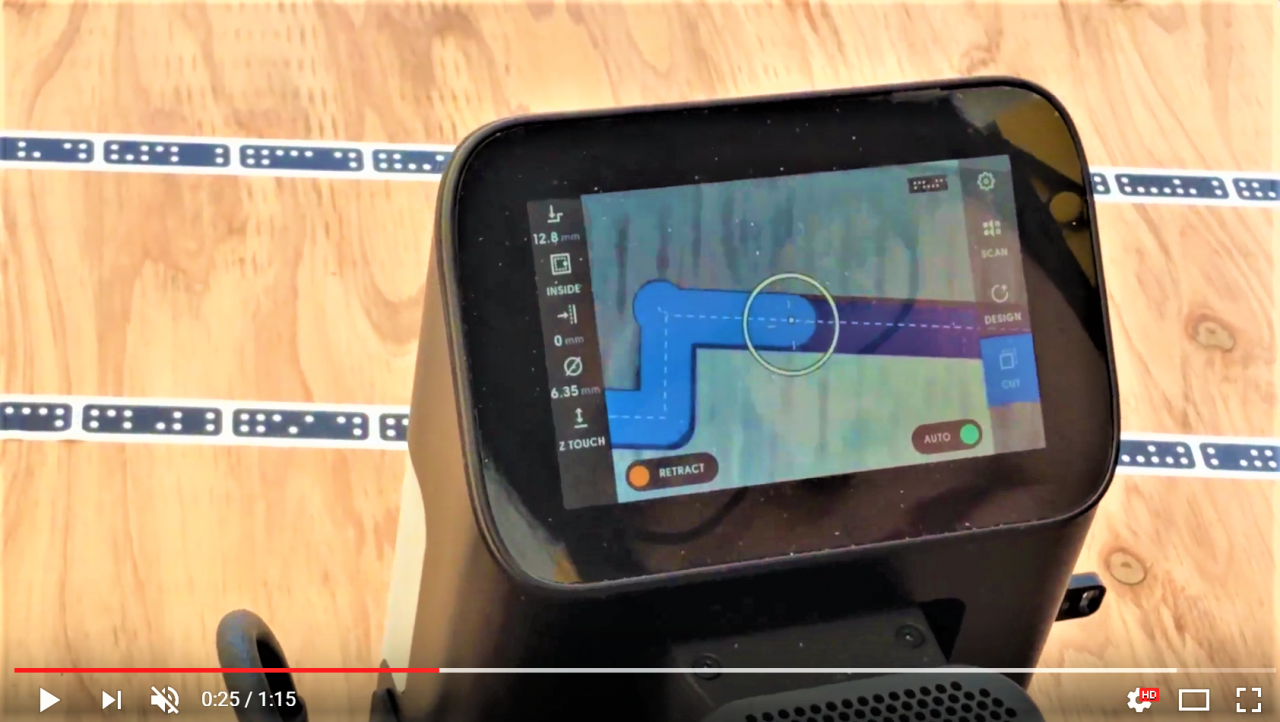 12.8 mm
INSIDE
0 mm
6.35 mm
Z TOUCH
RETRACT
AUTO
SCAN
DESIGN
CUT
0:25 / 1:15
HD